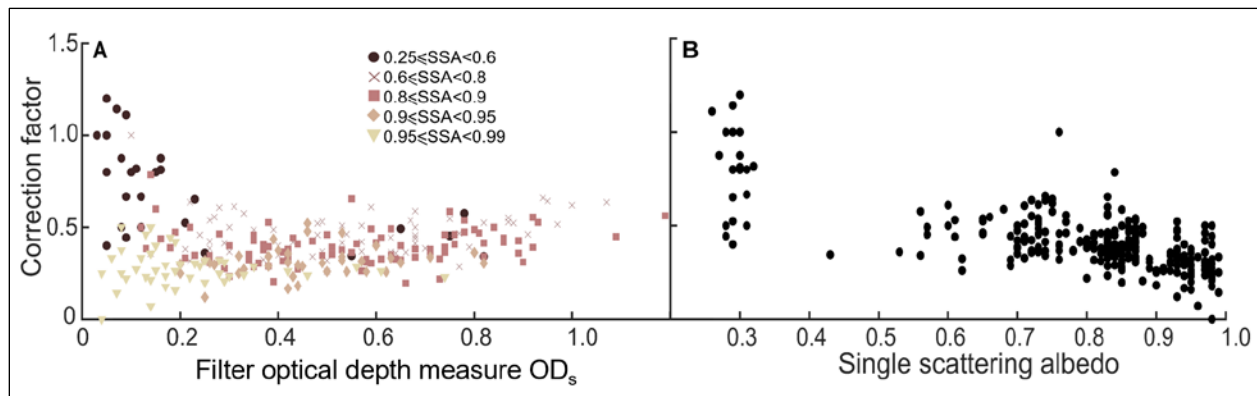 A
B
1.5
1.0
0.5
0
Correction factor
0.25≤SSA<0.6
0.6≤SSA<0.8
0.8≤SSA<0.9
0.9≤SSA<0.95
0.95≤SSA<0.99
0 0.2 0.4 0.6 0.8 1.0
Filter optical depth measure ODs
0.3 0.4 0.5 0.6 0.7 0.8 0.9 1.0
Single scattering albedo